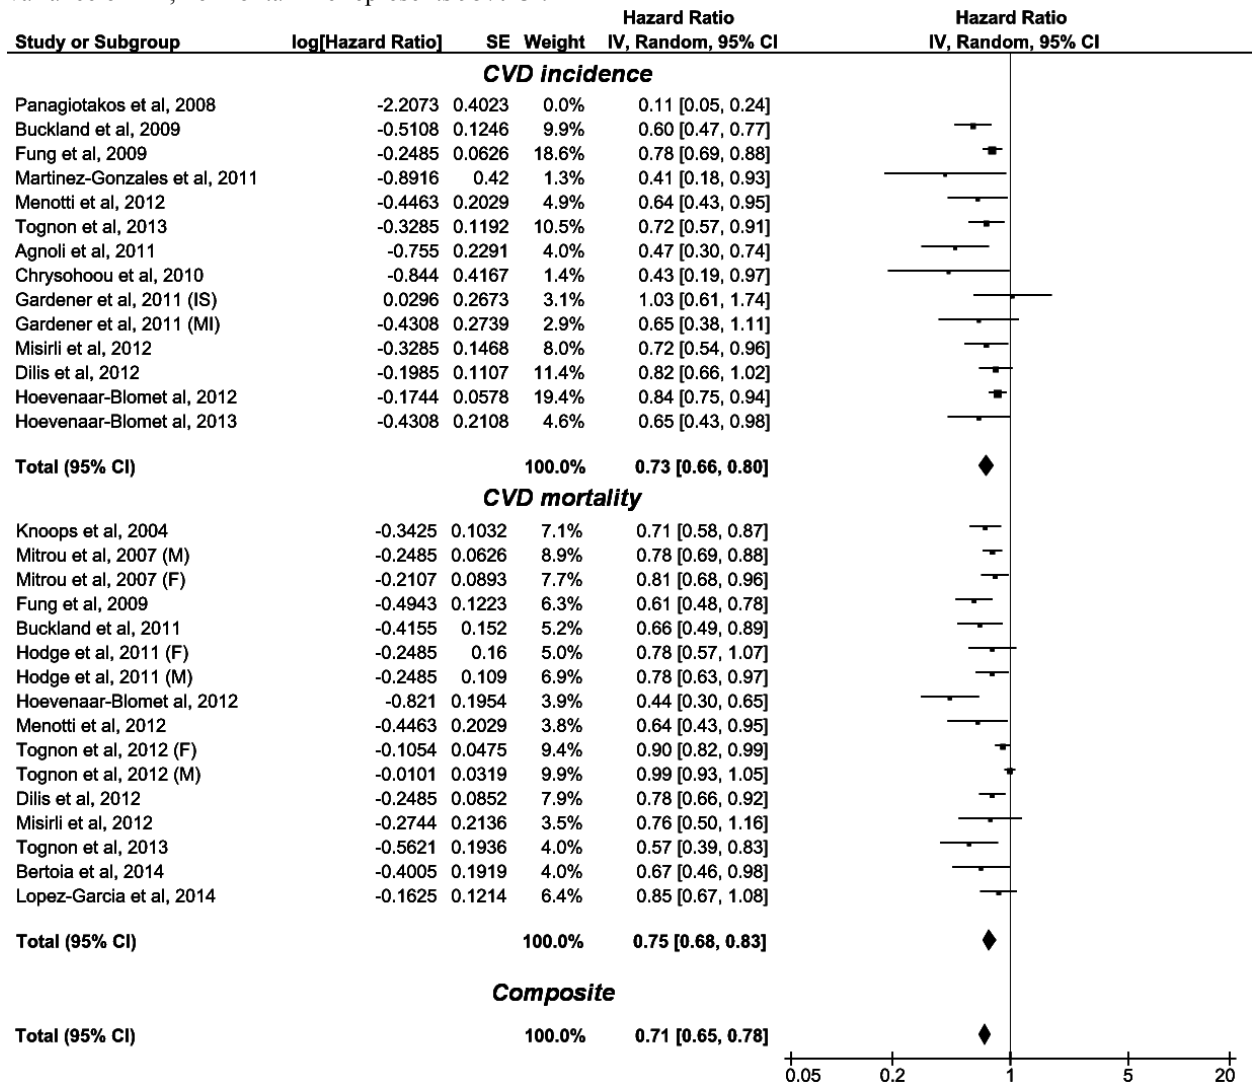 Hazard Ratio Hazard Ratio
Study or Subgroup log[Hazard Ratio] SE Weight IV, Random, 95% CI IV, Random, 95% CI
CVD incidence
Panagiotakos et al, 2008 -2.2073 0.4023 0.0% 0.11 [0.05, 0.24]
Buckland et al, 2009 -0.5108 0.1246 9.9% 0.60 [0.47, 0.77]
Fung et al, 2009 -0.2485 0.0626 18.6% 0.78 [0.69, 0.88]
Martinez-Gonzales et al, 2011 -0.8916 0.42 1.3% 0.41 [0.18, 0.93]
Menotti et al, 2012 -0.4463 0.2029 4.9% 0.64 [0.43, 0.95]
Tognon et al, 2013 -0.3285 0.1192 10.5% 0.72 [0.57, 0.91]
Agnoli et al, 2011 -0.755 0.2291 4.0% 0.47 [0.30, 0.74]
Chrysohoou et al, 2010 -0.844 0.4167 1.4% 0.43 [0.19, 0.97]
Gardener et al, 2011 (IS) 0.0296 0.2673 3.1% 1.03 [0.61, 1.74]
Gardener et al, 2011 (MI) -0.4308 0.2739 2.9% 0.65 [0.38, 1.11]
Misirli et al, 2012 -0.3285 0.1468 8.0% 0.72 [0.54, 0.96]
Dilis et al, 2012 -0.1985 0.1107 11.4% 0.82 [0.66, 1.02]
Hoevenaar-Blomet al, 2012 -0.1744 0.0578 19.4% 0.84 [0.75, 0.94]
Hoevenaar-Blomet al, 2013 -0.4308 0.2108 4.6% 0.65 [0.43, 0.98]
Total (95% CI) 100.0% 0.73 [0.66, 0.80]
CVD mortality
Knoops et al, 2004 -0.3425 0.1032 7.1% 0.71 [0.58, 0.87]
Mitrou et al, 2007 (M) -0.2485 0.0626 8.9% 0.78 [0.69, 0.88]
Mitrou et al, 2007 (F) -0.2107 0.0893 7.7% 0.81 [0.68, 0.96]
Fung et al, 2009 -0.4943 0.1223 6.3% 0.61 [0.48, 0.78]
Buckland et al, 2011 -0.4155 0.152 5.2% 0.66 [0.49, 0.89]
Hodge et al, 2011 (F) -0.2485 0.16 5.0% 0.78 [0.57, 1.07]
Hodge et al, 2011 (M) -0.2485 0.109 6.9% 0.78 [0.63, 0.97]
Hoevenaar-Blomet al, 2012 -0.821 0.1954 3.9% 0.44 [0.30, 0.65]
Menotti et al, 2012 -0.4463 0.2029 3.8% 0.64 [0.43, 0.95]
Tognon et al, 2012 (F) -0.1054 0.0475 9.4% 0.90 [0.82, 0.99]
Tognon et al, 2012 (M) -0.0101 0.0319 9.9% 0.99 [0.93, 1.05]
Dilis et al, 2012 -0.2485 0.0852 7.9% 0.78 [0.66, 0.92]
Misirli et al, 2012 -0.2744 0.2136 3.5% 0.76 [0.50, 1.16]
Tognon et al, 2013 -0.5621 0.1936 4.0% 0.57 [0.39, 0.83]
Bertoia et al, 2014 -0.4005 0.1919 4.0% 0.67 [0.46, 0.98]
Lopez-Garcia et al, 2014 -0.1625 0.1214 6.4% 0.85 [0.67, 1.08]
Total (95% CI) 100.0% 0.75 [0.68, 0.83]
Composite
Total (95% CI) 100.0% 0.71 [0.65, 0.78]
0.05 0.2 1 5 20